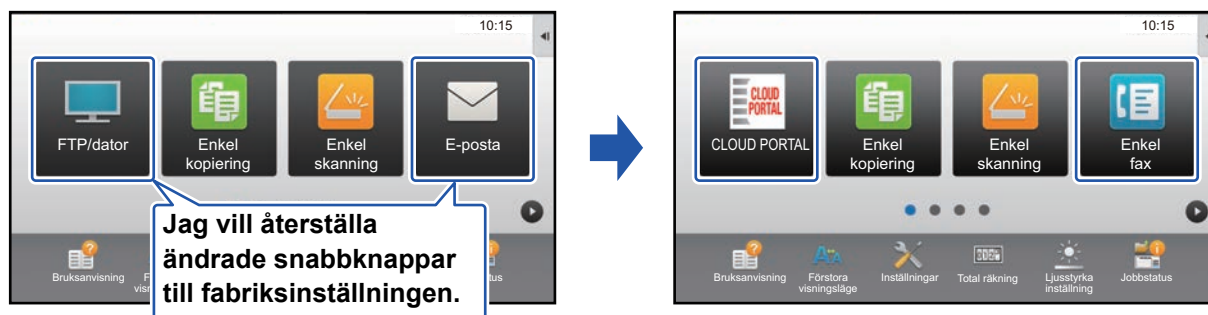 10:15
FTP/dator
Enkel
kopiering
Enkel
skanning
E-posta
Jag vill återställa
ändrade snabbknappar
till fabriksinställningen.
Bruksanvisning
10:15
CLOUD
PORTAL
CLOUD PORTAL
Enkel
kopiering
Enkel
skanning
Enkel
fax
Bruksanvisning
Förstora
visningsläge
Inställningar
Total räkning
Ljusstyrka
inställning
Jobbstatus